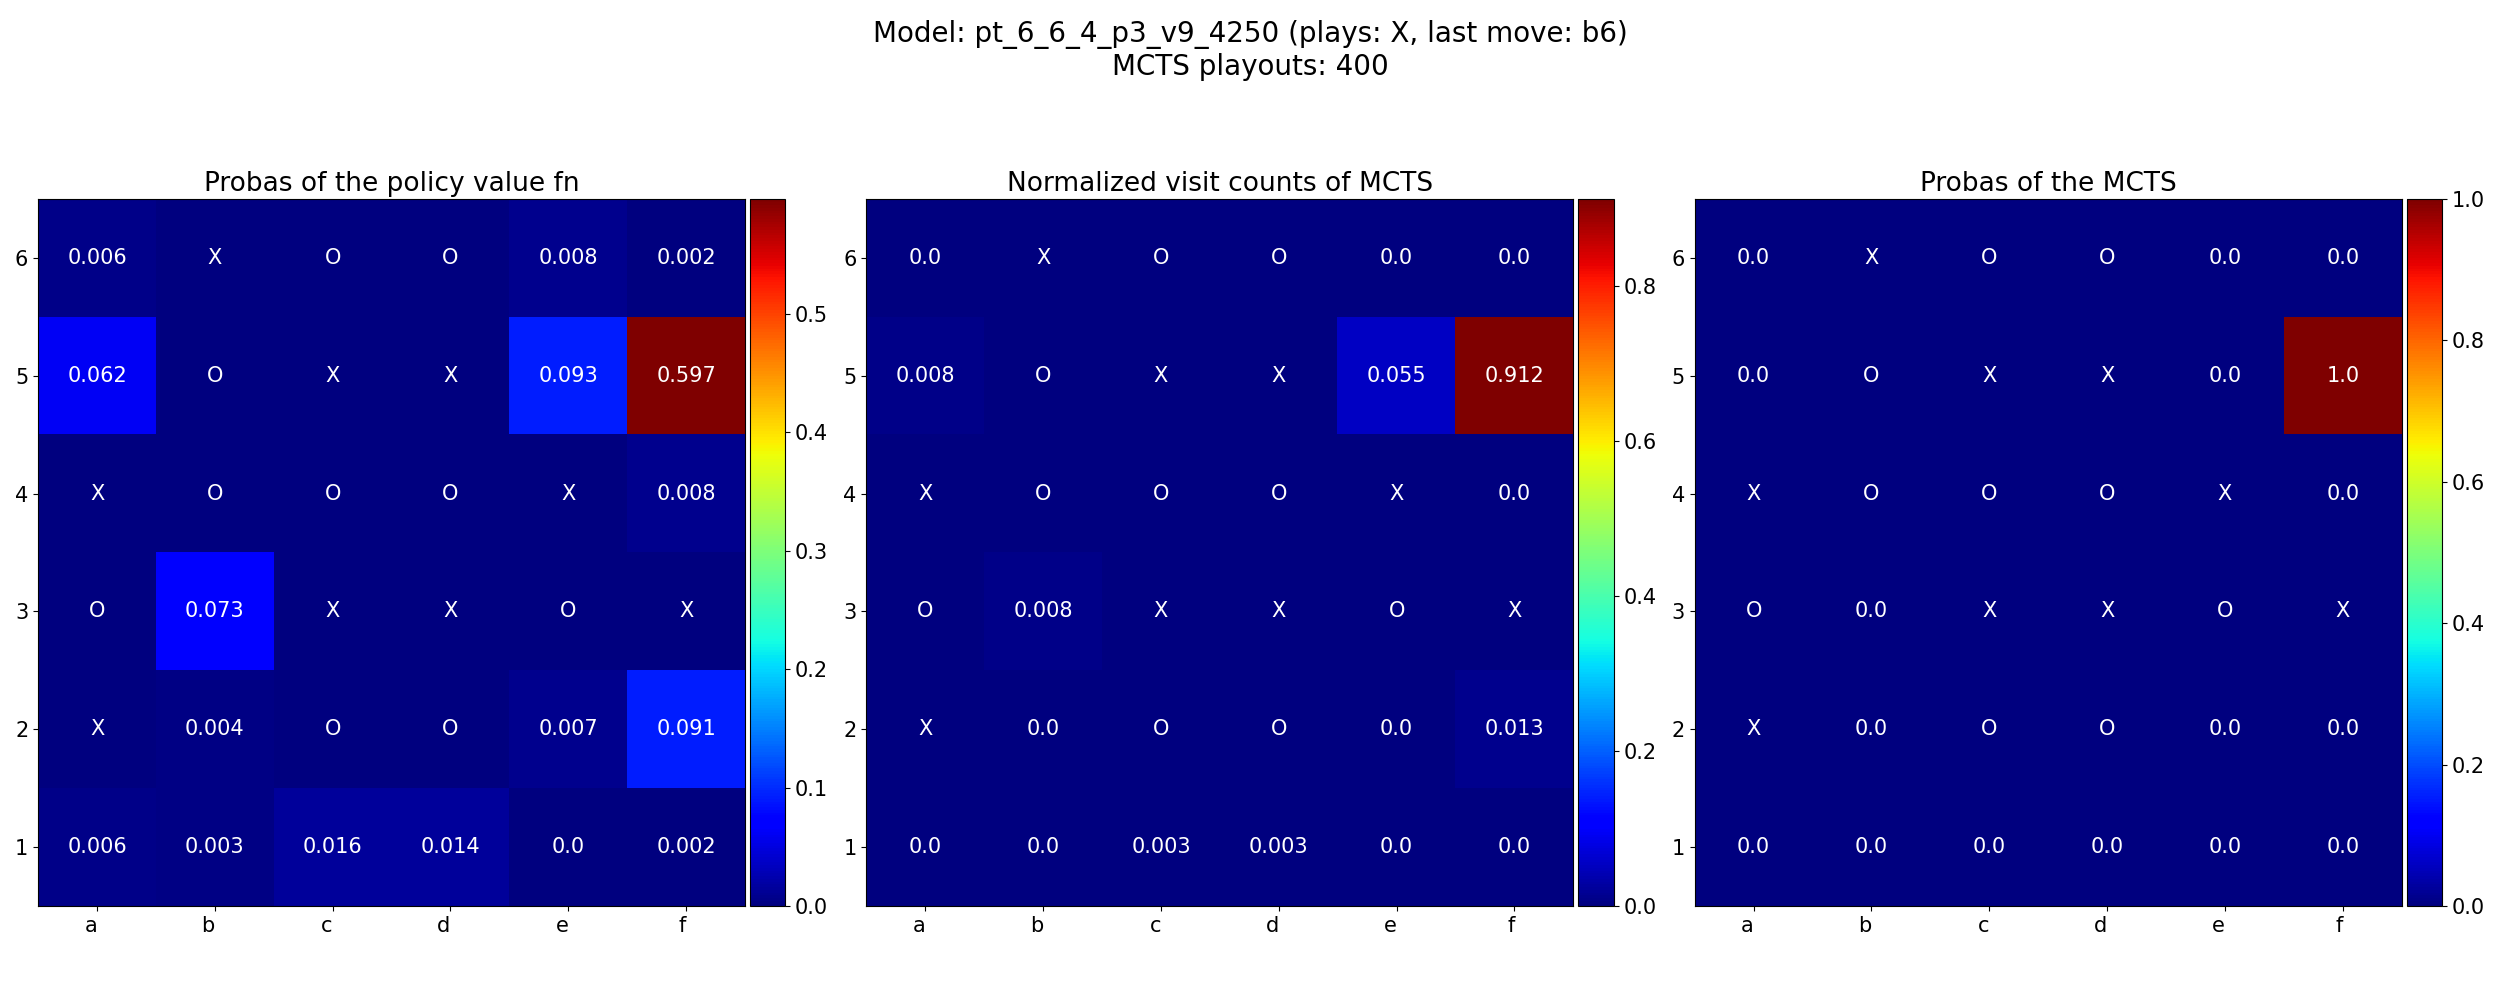 Model: pt_6_6_4_p3_v9_4250 (plays: X, last move: b6)
MCTS playouts: 400
Probas of the policy value fn
6 0.006 X O O 0.008 0.002
5 0.062 O X X 0.093 0.597
4 X O O O X 0.008
3 O 0.073 X X O X
2 X 0.004 O O 0.007 0.091
1 0.006 0.003 0.016 0.014 0.0 0.002
a b c d e f
0.5
0.4
0.3
0.2
0.1
0.0
Normalized visit counts of MCTS
6 0.0 X O O 0.0 0.0
5 0.008 O X X 0.055 0.912
4 X O O O X 0.0
3 O 0.008 X X O X
2 X 0.0 O O 0.0 0.013
1 0.0 0.0 0.003 0.003 0.0 0.0
a b c d e f
0.8
0.6
0.4
0.2
0.0
Probas of the MCTS
6 0.0 X O O 0.0 0.0
5 0.0 O X X 0.0 1.0
4 X O O O X 0.0
3 O 0.0 X X O X
2 X 0.0 O O 0.0 0.0
1 0.0 0.0 0.0 0.0 0.0 0.0
a b c d e f
1.0
0.8
0.6
0.4
0.2
0.0